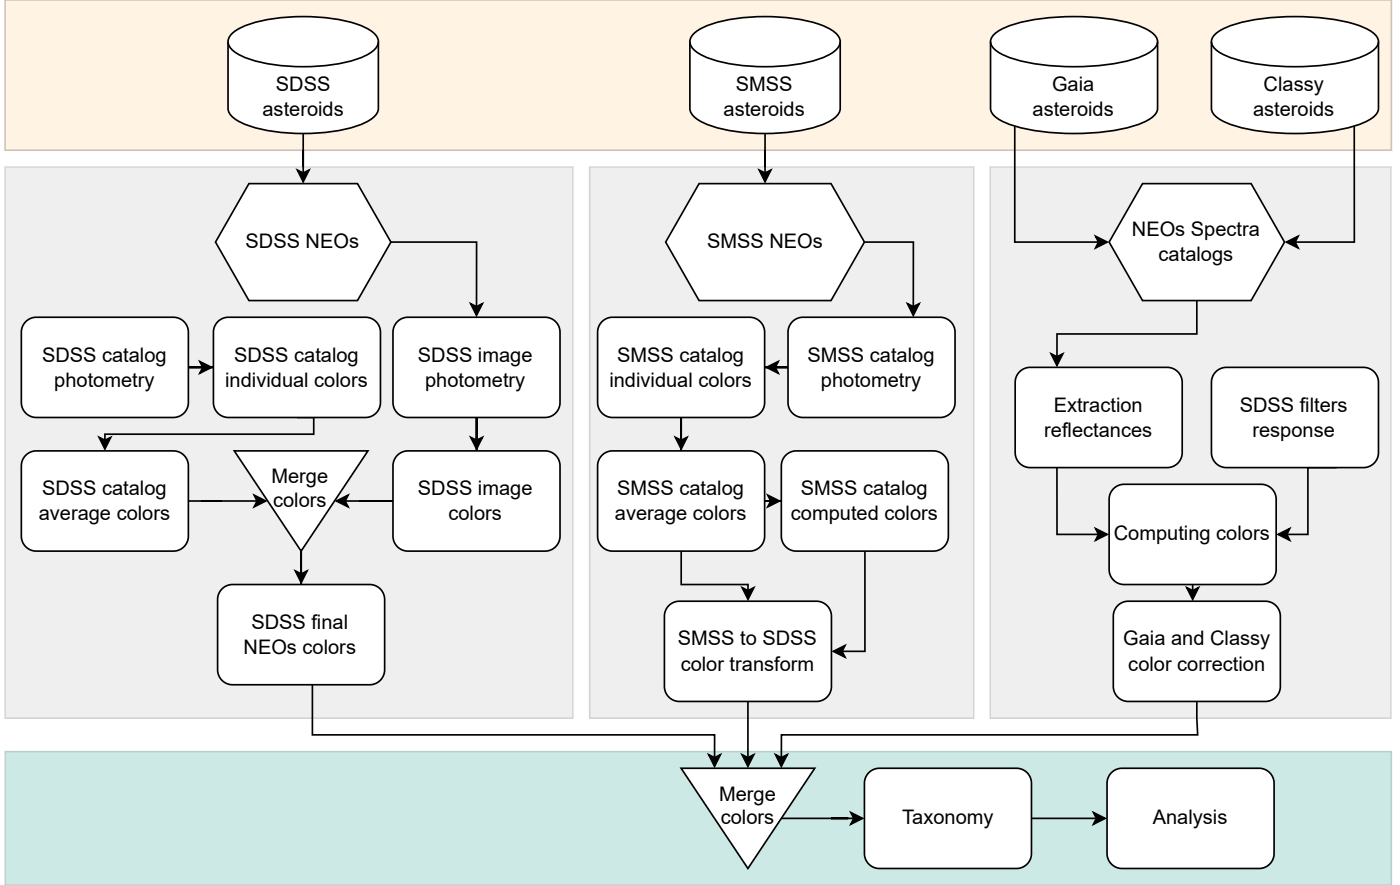 SDSS
asteroids
SMSS
asteroids
Gaia
asteroids
Classy
asteroids
SDSS NEOs
SMSS NEOs
NEOs Spectra
catalogs
SDSS catalog
photometry
SDSS catalog
individual colors
SDSS image
photometry
SMSS catalog
individual colors
SMSS catalog
photometry
Extraction
reflectances
SDSS filters
response
SDSS catalog
average colors
Merge
colors
SDSS image
colors
SMSS catalog
average colors
SMSS catalog
computed colors
Computing colors
SDSS final
NEOs colors
SMSS to SDSS
color transform
Gaia and Classy
color correction
Merge
colors
Taxonomy
Analysis